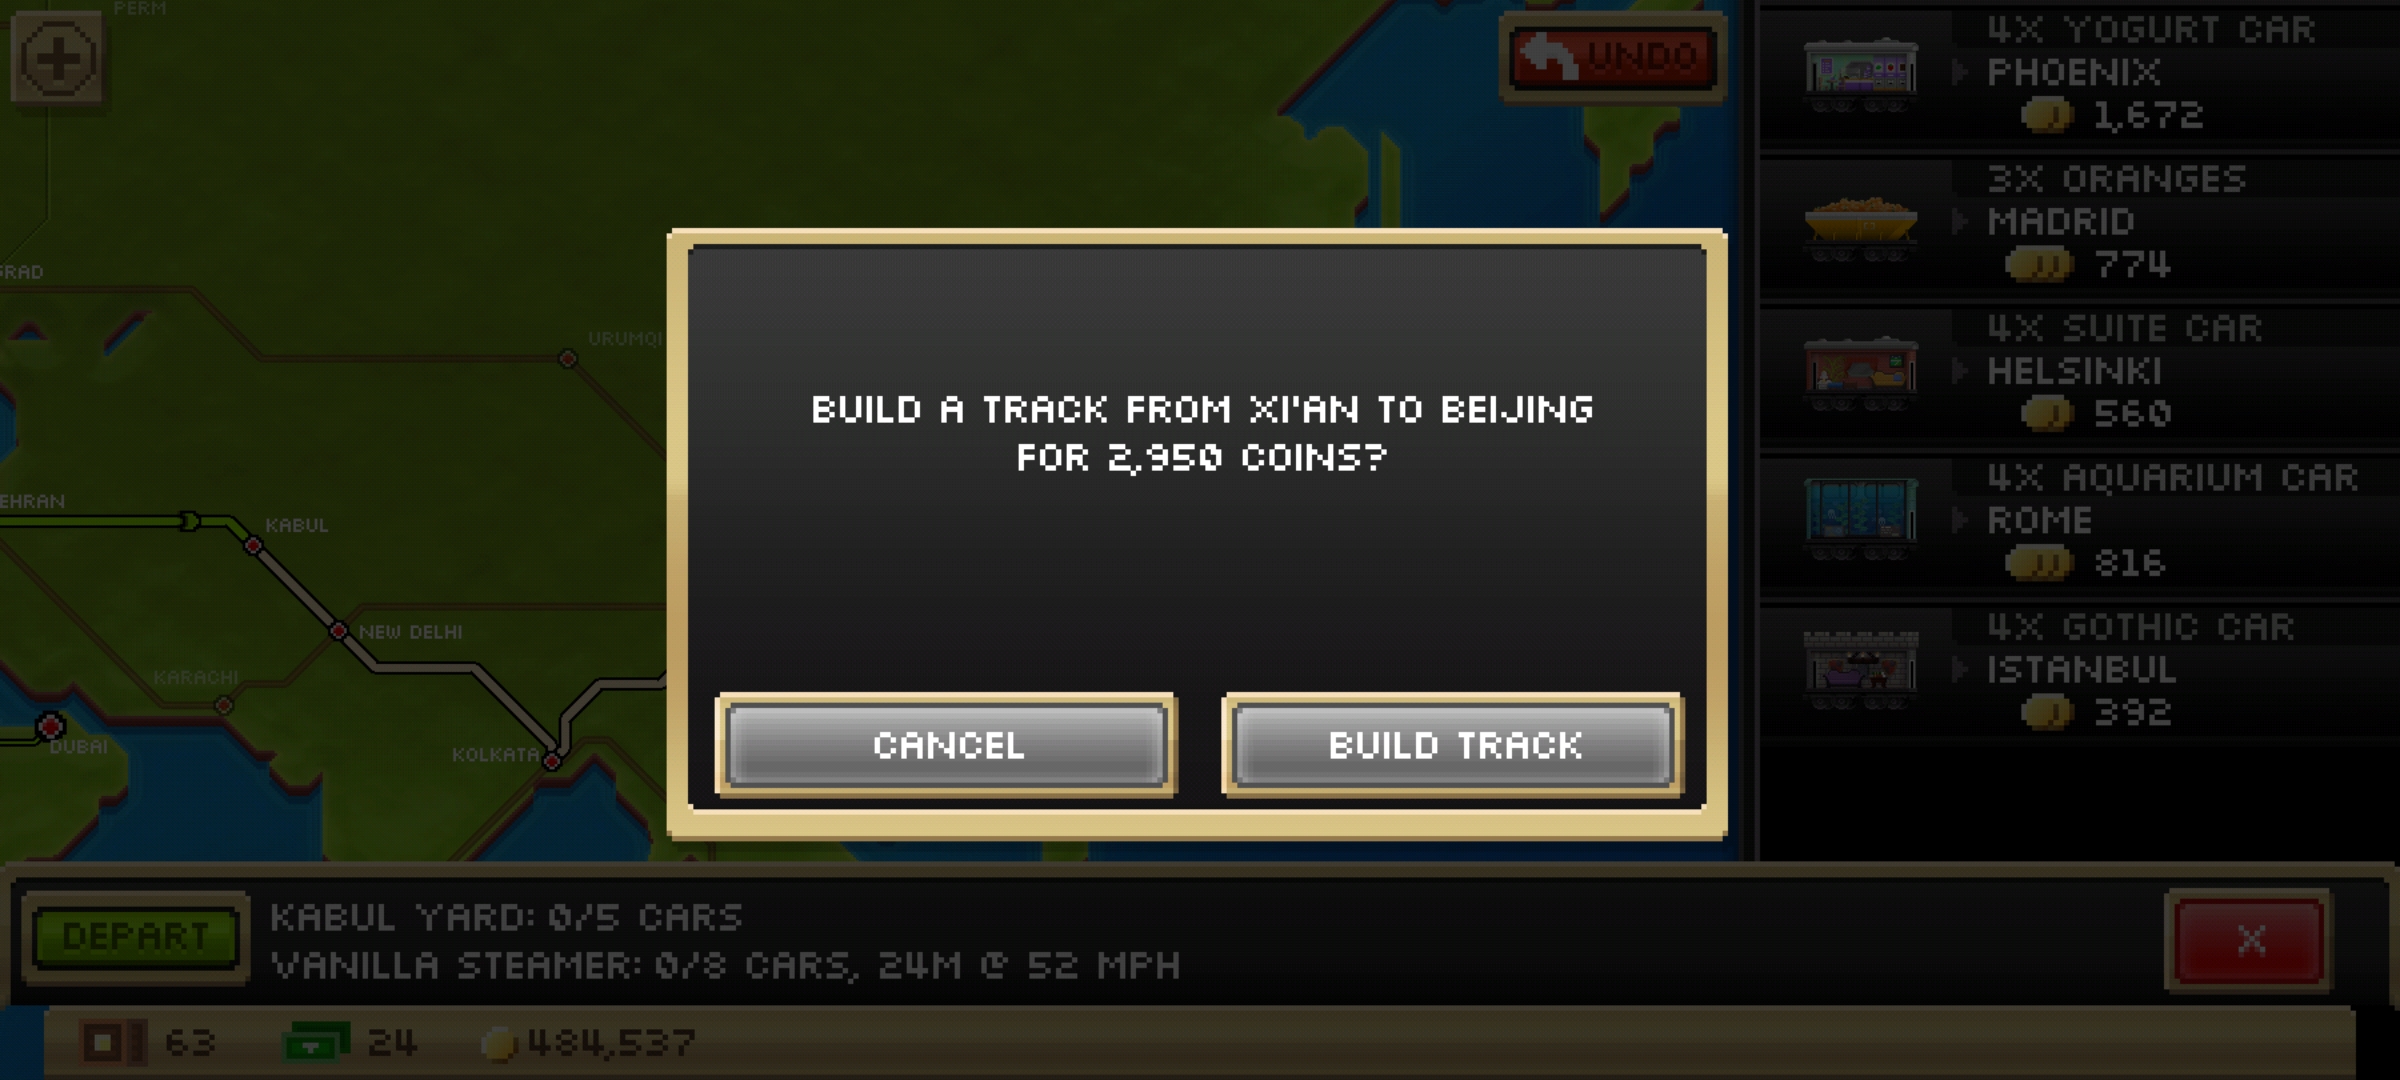 PERM
UNDO
4X YOGURT CAR
PHOENIX
1,672
3X ORANGES
MADRID
774
4X SUITE CAR
HELSINKI
560
4X AQUARIUM CAR
ROME
816
4X GOTHIC CAR
ISTANBUL
392
GRAD
URUMQI
EHRAN
KABUL
NEW DELHI
KARACHI
DUBAI
KOLKATA
BUILD A TRACK FROM XI'AN TO BEIJING
FOR 2,950 COINS?
CANCEL
BUILD TRACK
DEPART
KABUL YARD: 0/5 CARS
VANILLA STEAMER: 0/8 CARS, 24M @ 52 MPH
X
63
24
484,537